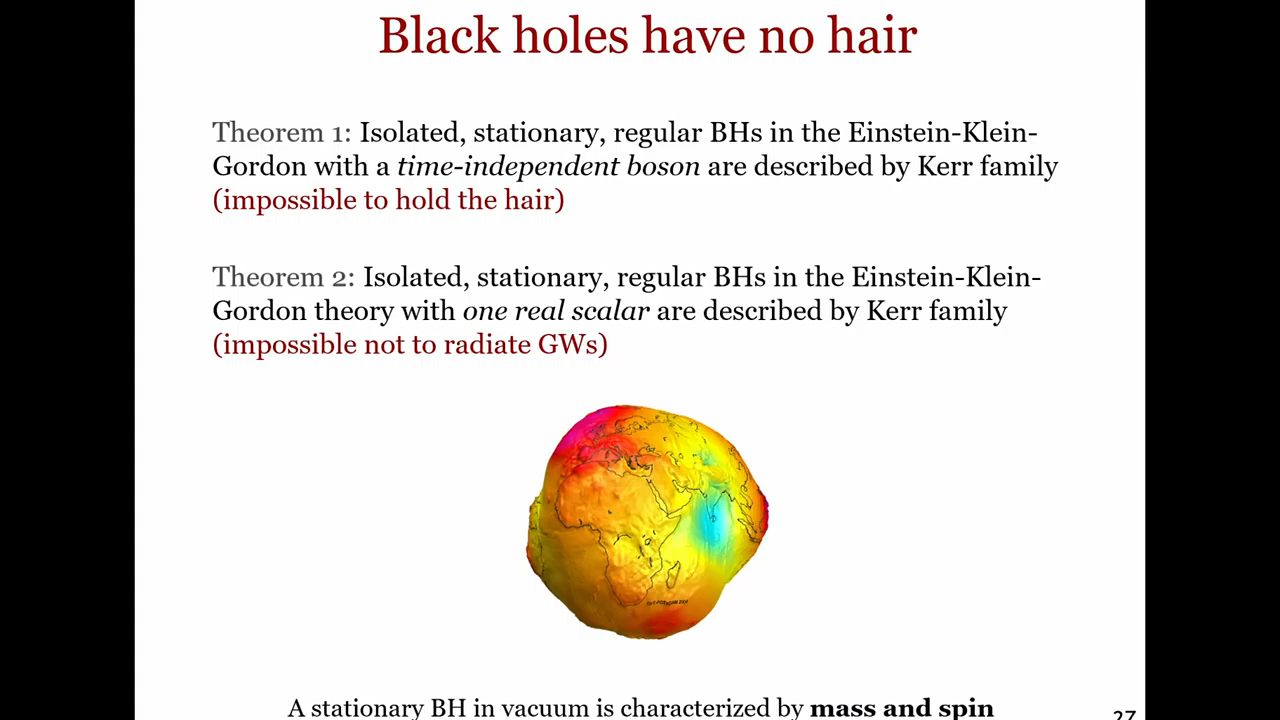 Black holes have no hair
Theorem 1: Isolated, stationary, regular BHs in the Einstein-Klein-
Gordon with a time-independent boson are described by Kerr family
(impossible to hold the hair)
Theorem 2: Isolated, stationary, regular BHs in the Einstein-Klein-
Gordon theory with one real scalar are described by Kerr family
(impossible not to radiate GWs)
A stationary BH in vacuum is characterized by mass and spin
27